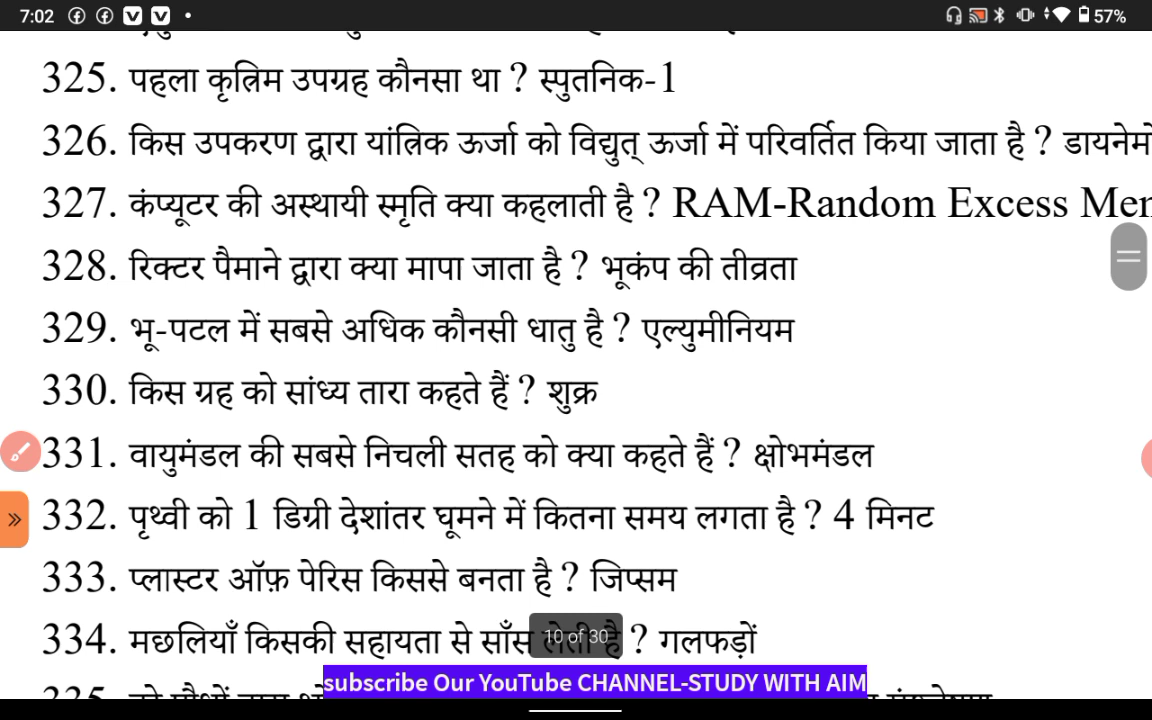 7:02
57%
325. पहला कृत्रिम उपग्रह कौनसा था ? स्पुतनिक-1
326. किस उपकरण द्वारा यांत्रिक ऊर्जा को विद्युत् ऊर्जा में परिवर्तित किया जाता है ? डायनेमो
327. कंप्यूटर की अस्थायी स्मृति क्या कहलाती है ? RAM-Random Excess Mem
328. रिक्टर पैमाने द्वारा क्या मापा जाता है ? भूकंप की तीव्रता
329. भू-पटल में सबसे अधिक कौनसी धातु है ? एल्युमीनियम
330. किस ग्रह को सांध्य तारा कहते हैं ? शुक्र
331. वायुमंडल की सबसे निचली सतह को क्या कहते हैं ? क्षोभमंडल
332. पृथ्वी को 1 डिग्री देशांतर घूमने में कितना समय लगता है ? 4 मिनट
333. प्लास्टर ऑफ़ पेरिस किससे बनता है ? जिप्सम
334. मछलियाँ किसकी सहायता से साँस लेती है ? गलफड़ों
10 of 30
subscribe Our YouTube CHANNEL-STUDY WITH AIM